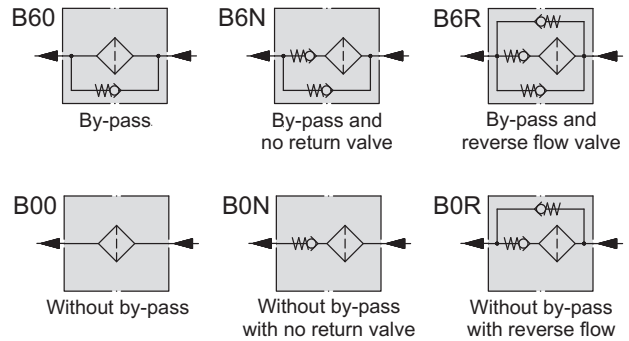 B60
B6N
B6R
By-pass
By-pass and
no return valve
By-pass and
reverse flow valve
B00
B0N
B0R
Without by-pass
Without by-pass
with no return valve
Without by-pass
with reverse flow